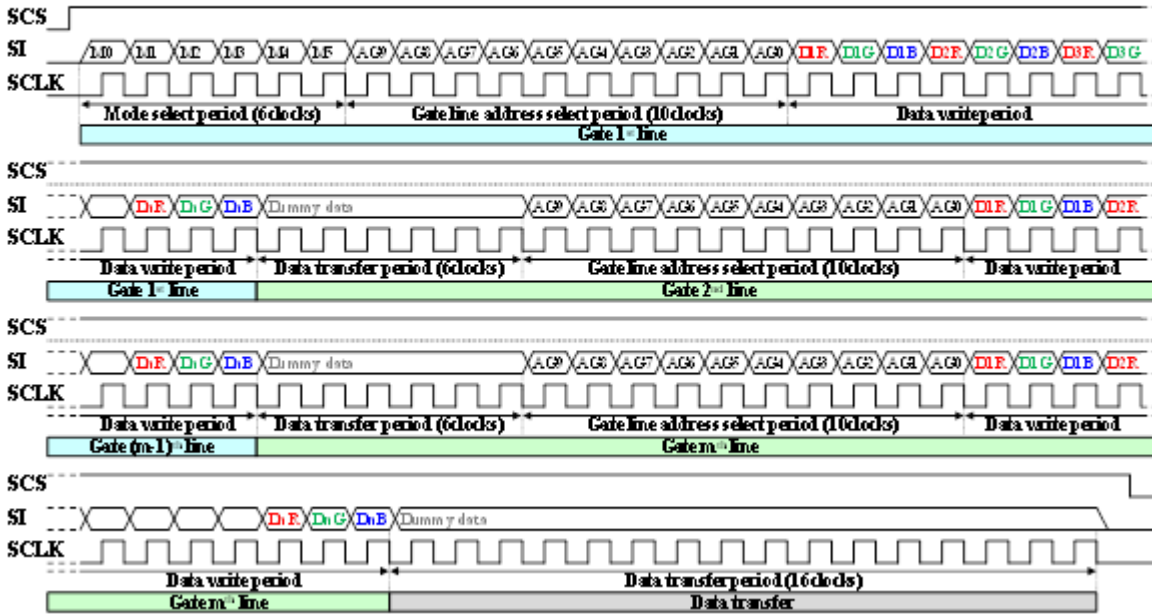 SCS
SI M0 M1 M2 M3 M4 M5 AG9 AG8 AG7 AG6 AG5 AG4 AG3 AG2 AG1 AG0 D1R D1G D1B D2R D2G D2B D3R D3G
SCLK
Mode select period (6clocks) Gate line address select period (10clocks) Data write period
Gate 1st line
SCS
SI DnR DnG DnB Dummy data AG9 AG8 AG7 AG6 AG5 AG4 AG3 AG2 AG1 AG0 D1R D1G D1B D2R
SCLK
Data write period Data transfer period (6clocks) Gate line address select period (10clocks) Data write period
Gate 1st line Gate 2nd line
SCS
SI DnR DnG DnB Dummy data AG9 AG8 AG7 AG6 AG5 AG4 AG3 AG2 AG1 AG0 D1R D1G D1B D2R
SCLK
Data write period Data transfer period (6clocks) Gate line address select period (10clocks) Data write period
Gate (m-1)th line Gate mth line
SCS
SI DnR DnG DnB Dummy data
SCLK
Data write period Data transfer period (16clocks)
Gate mth line Data transfer